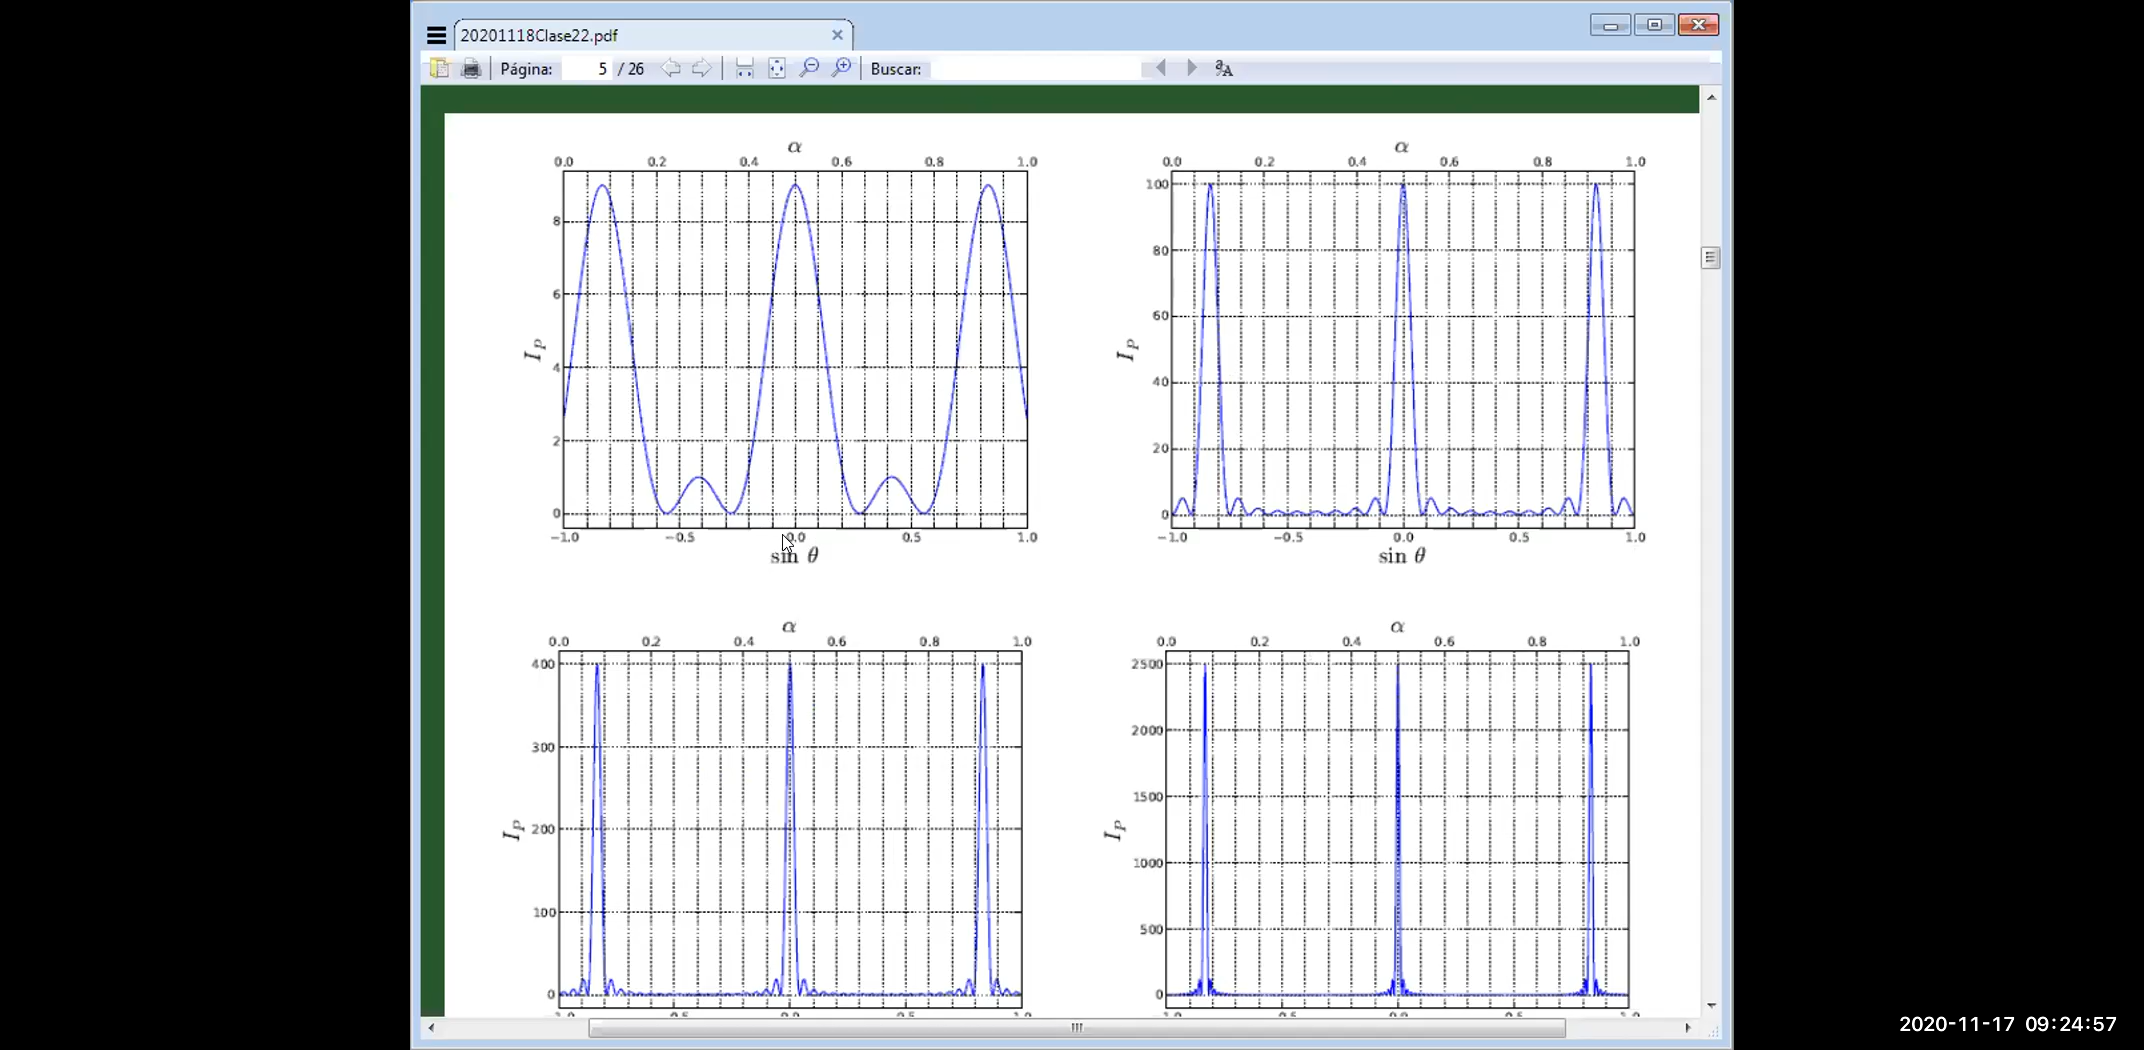 20201118Clase22.pdf
Página: 5 / 26 Buscar:
α
0.0 0.2 0.4 0.6 0.8 1.0
8
6
4
2
0
I_P
−1.0 −0.5 0.0 0.5 1.0
sin θ
α
0.0 0.2 0.4 0.6 0.8 1.0
100
80
60
40
20
0
I_P
−1.0 −0.5 0.0 0.5 1.0
sin θ
α
0.0 0.2 0.4 0.6 0.8 1.0
400
300
200
100
0
I_P
α
0.0 0.2 0.4 0.6 0.8 1.0
2500
2000
1500
1000
500
0
I_P
2020-11-17 09:24:57